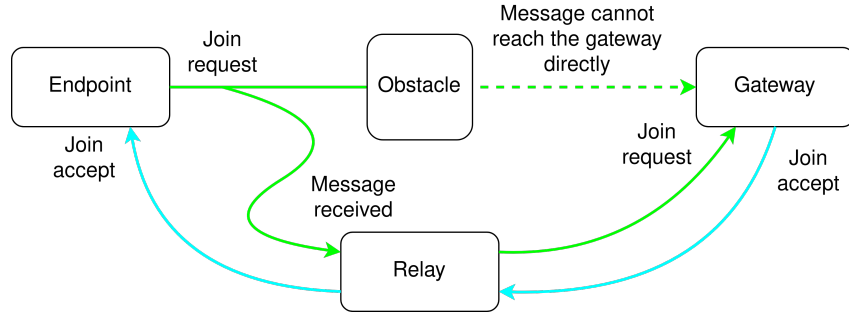 Join
request
Message cannot
reach the gateway
directly
Endpoint
Obstacle
Gateway
Join
accept
Join
request
Join
accept
Message
received
Relay